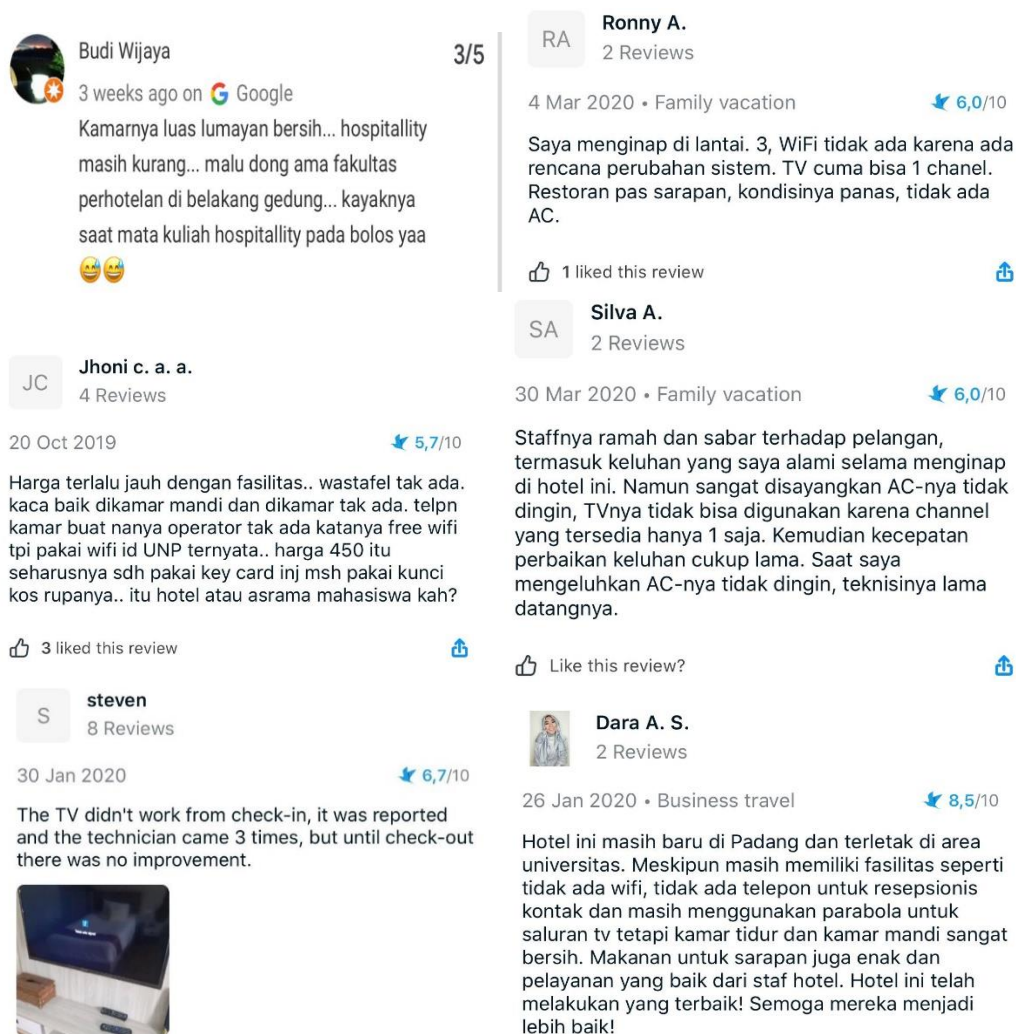 Budi Wijaya
3/5
3 weeks ago on Google
Kamarnya luas lumayan bersih... hospitallity
masih kurang... malu dong ama fakultas
perhotelan di belakang gedung... kayaknya
saat mata kuliah hospitallity pada bolos yaa
😅😅
JC
Jhoni c. a. a.
4 Reviews
20 Oct 2019
5,7/10
Harga terlalu jauh dengan fasilitas.. wastafel tak ada.
kaca baik dikamar mandi dan dikamar tak ada. telpn
kamar buat nanya operator tak ada katanya free wifi
tpi pakai wifi id UNP ternyata.. harga 450 itu
seharusnya sdh pakai key card inj msh pakai kunci
kos rupanya.. itu hotel atau asrama mahasiswa kah?
3 liked this review
S
steven
8 Reviews
30 Jan 2020
6,7/10
The TV didn't work from check-in, it was reported
and the technician came 3 times, but until check-out
there was no improvement.
RA
Ronny A.
2 Reviews
4 Mar 2020 • Family vacation
6,0/10
Saya menginap di lantai. 3, WiFi tidak ada karena ada
rencana perubahan sistem. TV cuma bisa 1 chanel.
Restoran pas sarapan, kondisinya panas, tidak ada
AC.
1 liked this review
SA
Silva A.
2 Reviews
30 Mar 2020 • Family vacation
6,0/10
Staffnya ramah dan sabar terhadap pelangan,
termasuk keluhan yang saya alami selama menginap
di hotel ini. Namun sangat disayangkan AC-nya tidak
dingin, TVnya tidak bisa digunakan karena channel
yang tersedia hanya 1 saja. Kemudian kecepatan
perbaikan keluhan cukup lama. Saat saya
mengeluhkan AC-nya tidak dingin, teknisinya lama
datangnya.
Like this review?
Dara A. S.
2 Reviews
26 Jan 2020 • Business travel
8,5/10
Hotel ini masih baru di Padang dan terletak di area
universitas. Meskipun masih memiliki fasilitas seperti
tidak ada wifi, tidak ada telepon untuk resepsionis
kontak dan masih menggunakan parabola untuk
saluran tv tetapi kamar tidur dan kamar mandi sangat
bersih. Makanan untuk sarapan juga enak dan
pelayanan yang baik dari staf hotel. Hotel ini telah
melakukan yang terbaik! Semoga mereka menjadi
lebih baik!